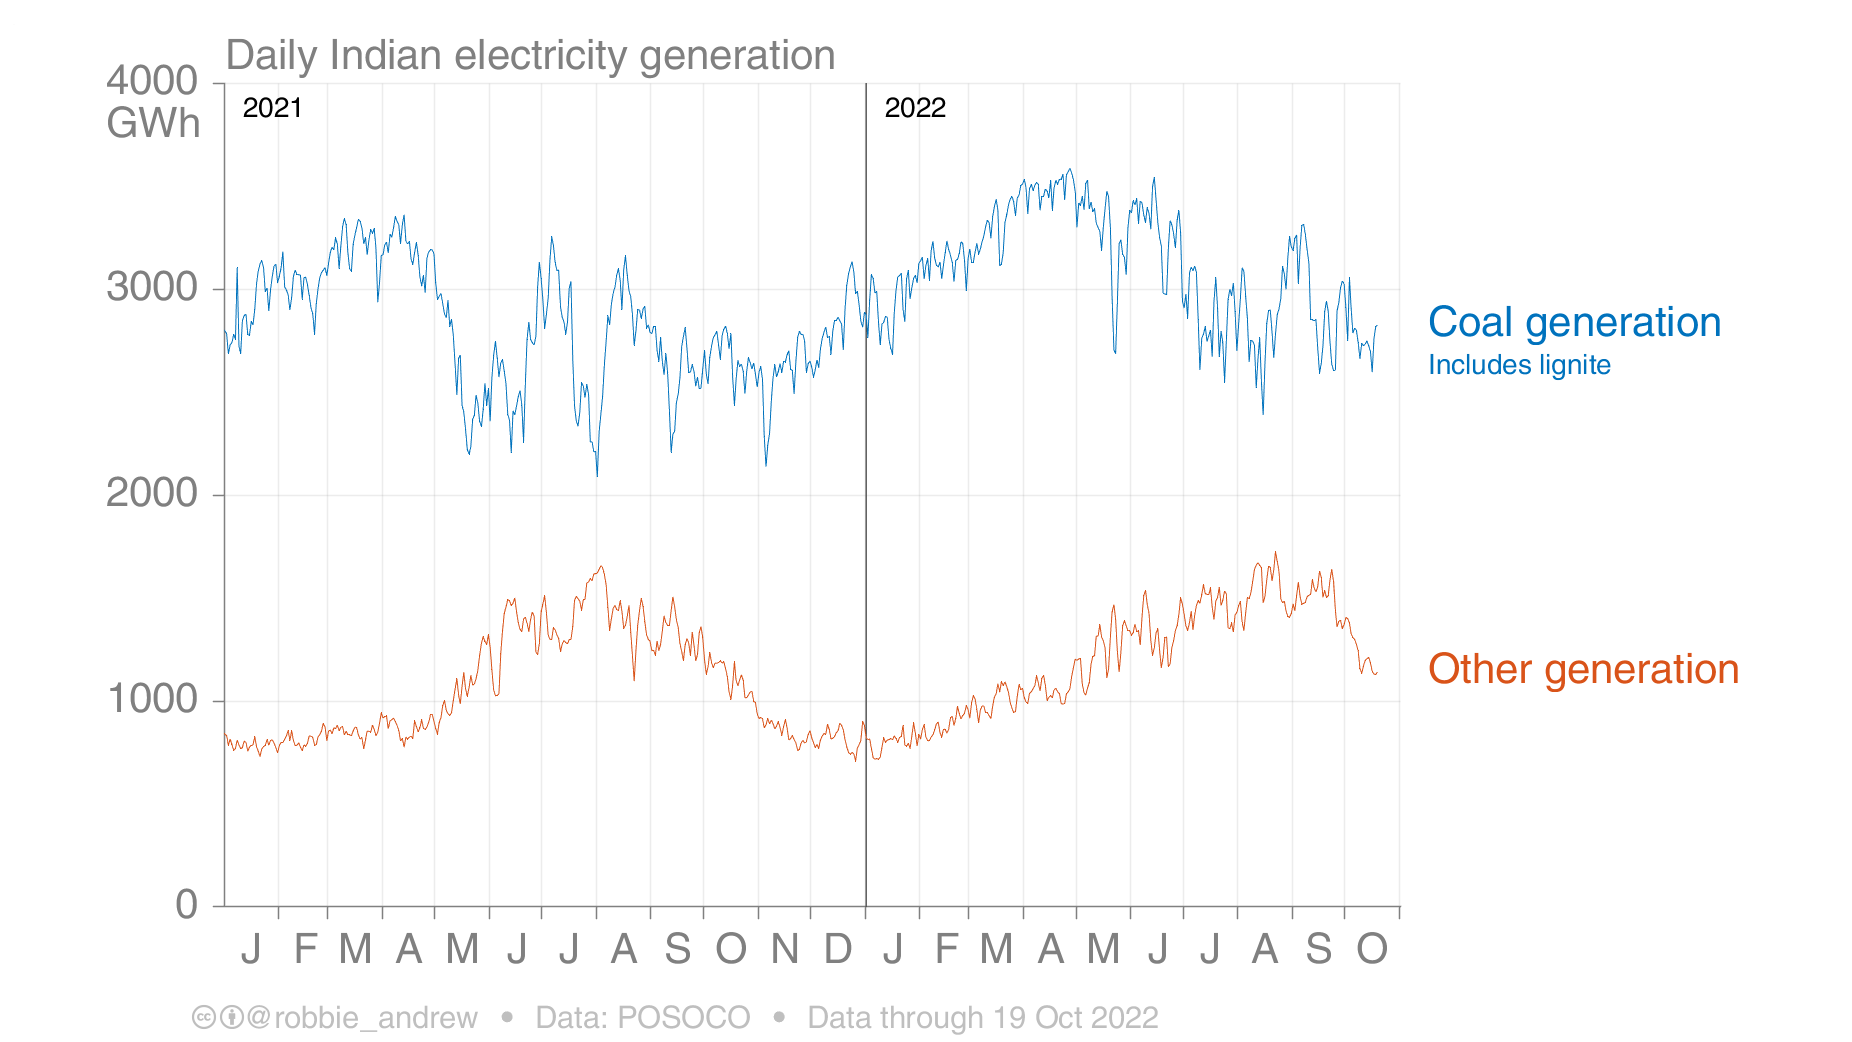 Daily Indian electricity generation
4000
GWh
2021
2022
3000
Coal generation
Includes lignite
2000
Other generation
1000
0
J F M A M J J A S O N D J F M A M J J A S O
@robbie_andrew • Data: POSOCO • Data through 19 Oct 2022